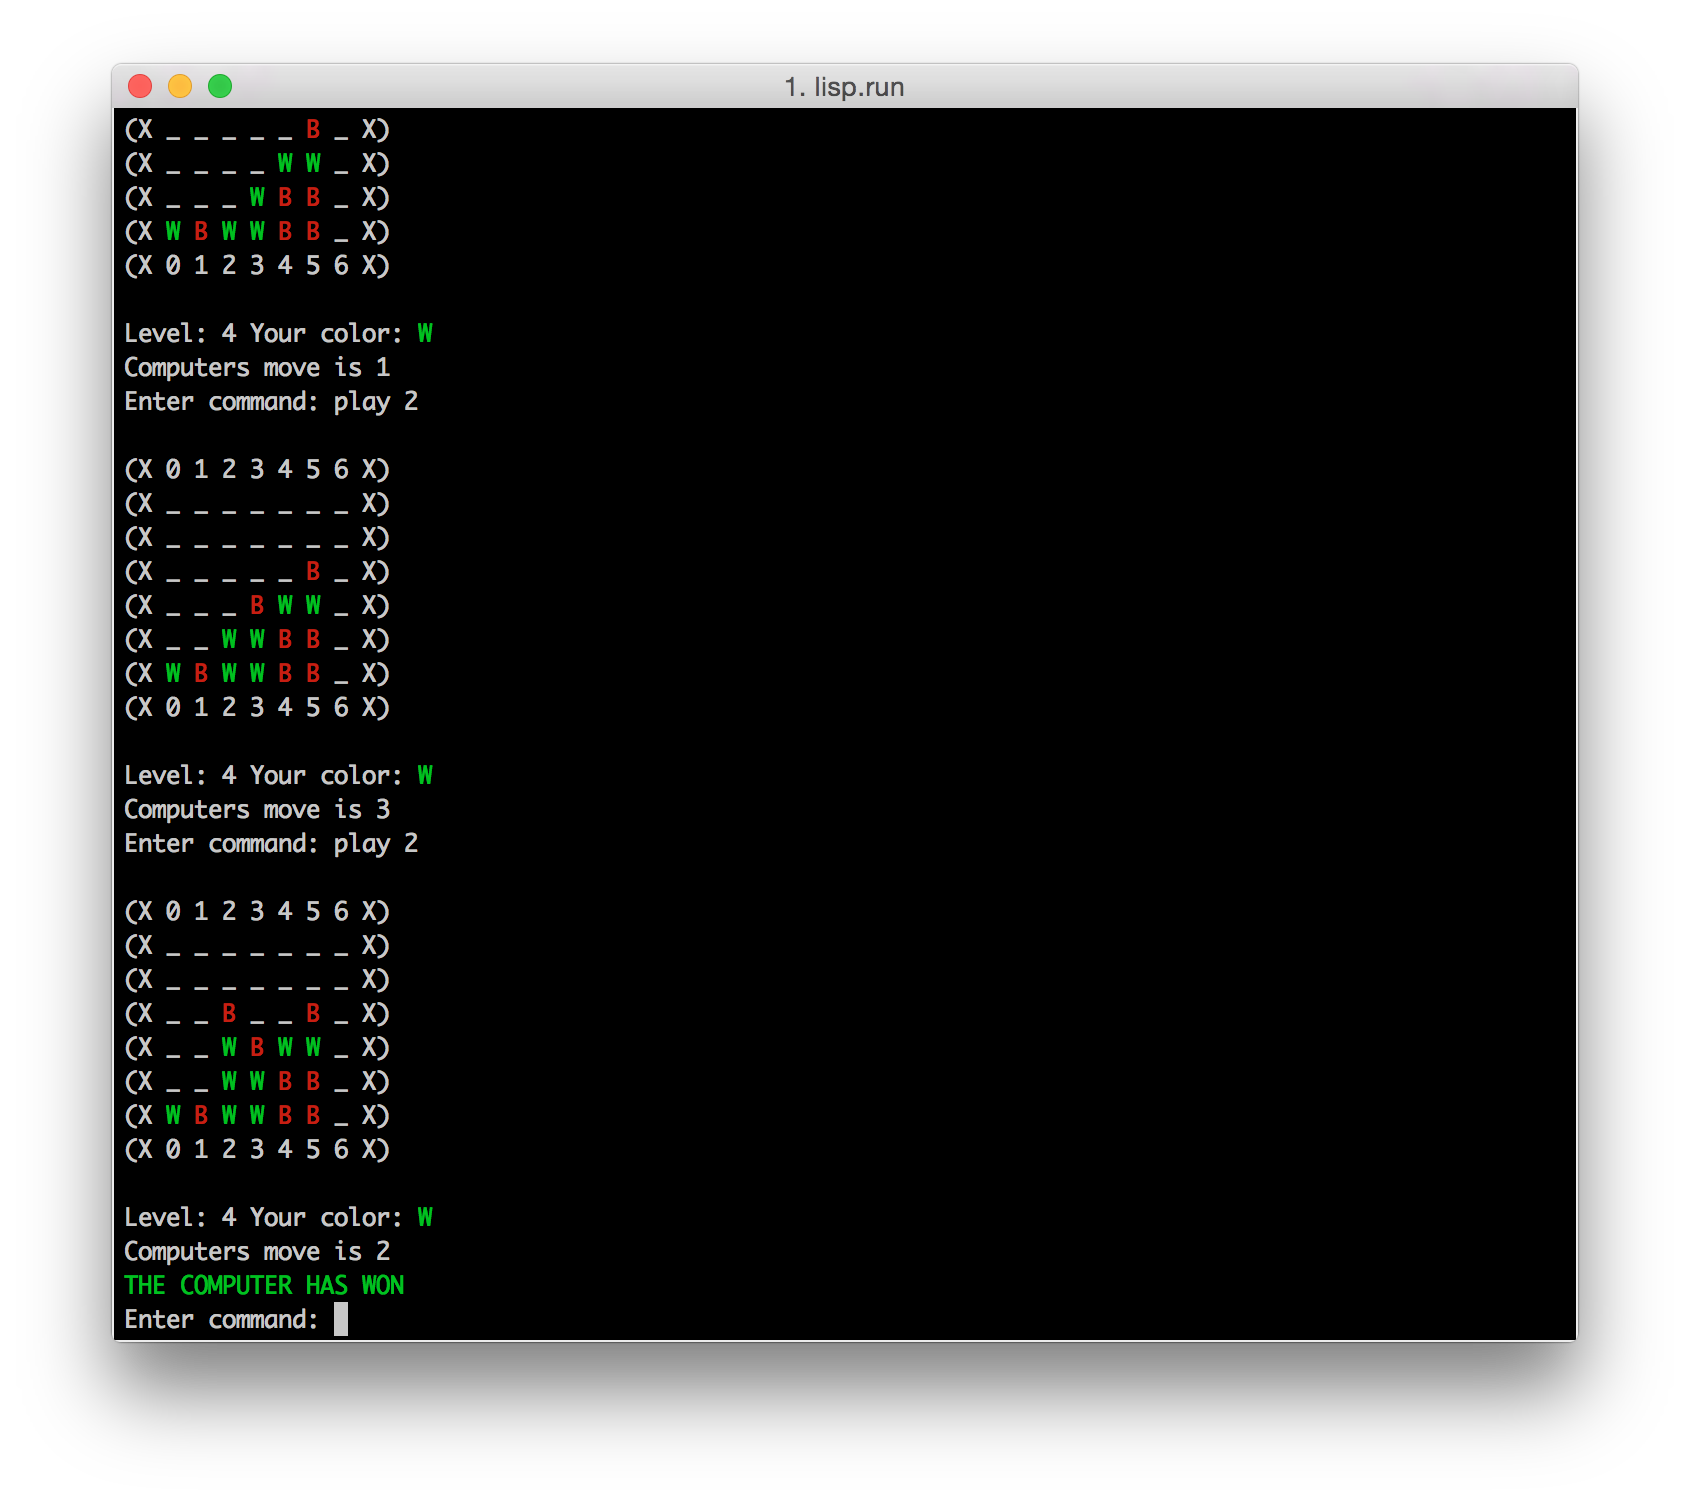 1. lisp.run
(X _ _ _ _ _ B _ X)
(X _ _ _ _ W W _ X)
(X _ _ _ W B B _ X)
(X W B W W B B _ X)
(X 0 1 2 3 4 5 6 X)
Level: 4 Your color: W
Computers move is 1
Enter command: play 2
(X 0 1 2 3 4 5 6 X)
(X _ _ _ _ _ _ _ X)
(X _ _ _ _ _ _ _ X)
(X _ _ _ _ _ B _ X)
(X _ _ _ B W W _ X)
(X _ _ W W B B _ X)
(X W B W W B B _ X)
(X 0 1 2 3 4 5 6 X)
Level: 4 Your color: W
Computers move is 3
Enter command: play 2
(X 0 1 2 3 4 5 6 X)
(X _ _ _ _ _ _ _ X)
(X _ _ _ _ _ _ _ X)
(X _ _ B _ _ B _ X)
(X _ _ W B W W _ X)
(X _ _ W W B B _ X)
(X W B W W B B _ X)
(X 0 1 2 3 4 5 6 X)
Level: 4 Your color: W
Computers move is 2
THE COMPUTER HAS WON
Enter command: